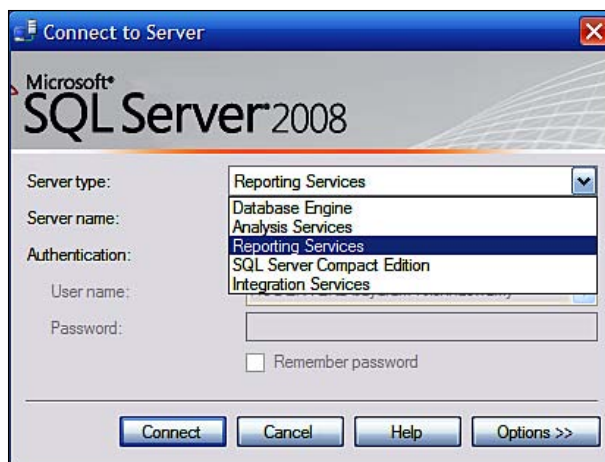 Connect to Server
Microsoft®
SQL Server 2008
Server type:
Reporting Services
Database Engine
Analysis Services
Server name:
Reporting Services
Authentication:
SQL Server Compact Edition
Integration Services
User name:
Password:
Remember password
Connect
Cancel
Help
Options >>